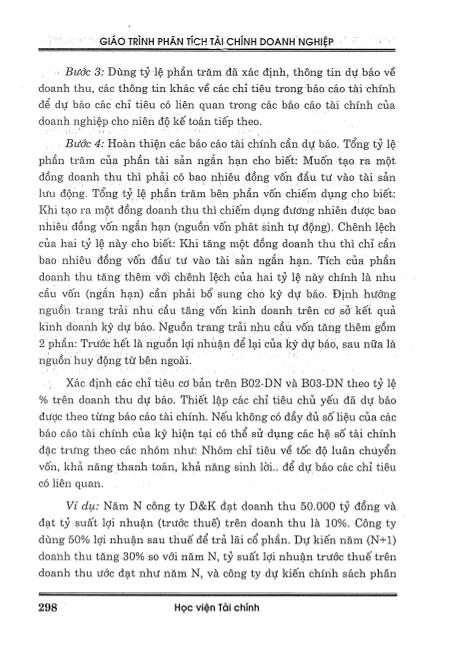 GIÁO TRÌNH PHÂN TÍCH TÀI CHÍNH DOANH NGHIỆP
Bước 3: Dùng tỷ lệ phần trăm đã xác định, thông tin dự báo về
doanh thu, các thông tin khác về các chỉ tiêu trong báo cáo tài chính
để dự báo các chỉ tiêu có liên quan trong các báo cáo tài chính của
doanh nghiệp cho niên độ kế toán tiếp theo.
Bước 4: Hoàn thiện các báo cáo tài chính cần dự báo. Tổng tỷ lệ
phần trăm của phần tài sản ngắn hạn cho biết: Muốn tạo ra một
đồng doanh thu thì phải có bao nhiêu đồng vốn đầu tư vào tài sản
lưu động. Tổng tỷ lệ phần trăm bên phần vốn chiếm dụng cho biết:
Khi tạo ra một đồng doanh thu thì chiếm dụng đương nhiên được bao
nhiêu đồng vốn ngắn hạn (nguồn vốn phát sinh tự động). Chênh lệch
của hai tỷ lệ này cho biết: Khi tăng một đồng doanh thu thì chỉ cần
bao nhiêu đồng vốn đầu tư vào tài sản ngắn hạn. Tích của phần
doanh thu tăng thêm với chênh lệch của hai tỷ lệ này chính là nhu
cầu vốn (ngắn hạn) cần phải bổ sung cho kỳ dự báo. Định hướng
nguồn trang trải nhu cầu tăng vốn kinh doanh trên cơ sở kết quả
kinh doanh kỳ dự báo. Nguồn trang trải nhu cầu vốn tăng thêm gồm
2 phần: Trước hết là nguồn lợi nhuận để lại của kỳ dự báo, sau nữa là
nguồn huy động từ bên ngoài.
Xác định các chỉ tiêu cơ bản trên B02-DN và B03-DN theo tỷ lệ
% trên doanh thu dự báo. Thiết lập các chỉ tiêu chủ yếu đã dự báo
được theo từng báo cáo tài chính. Nếu không có đầy đủ số liệu của các
báo cáo tài chính của kỳ hiện tại có thể sử dụng các hệ số tài chính
đặc trưng theo các nhóm như: Nhóm chỉ tiêu về tốc độ luân chuyển
vốn, khả năng thanh toán, khả năng sinh lời.. để dự báo các chỉ tiêu
có liên quan.
Ví dụ: Năm N công ty D&K đạt doanh thu 50.000 tỷ đồng và
đạt tỷ suất lợi nhuận (trước thuế) trên doanh thu là 10%. Công ty
dùng 50% lợi nhuận sau thuế để trả lãi cổ phần. Dự kiến năm (N+1)
doanh thu tăng 30% so với năm N, tỷ suất lợi nhuận trước thuế trên
doanh thu ước đạt như năm N, và công ty dự kiến chính sách phân
298
Học viện Tài chính